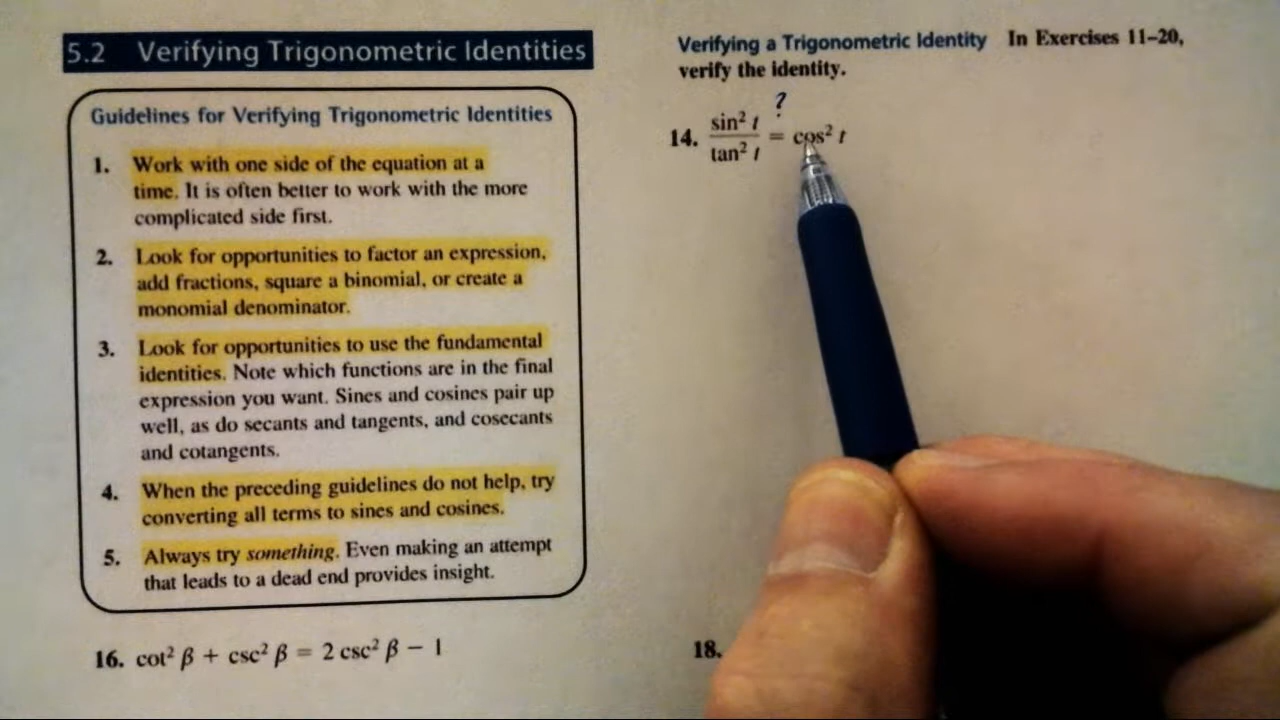 5.2 Verifying Trigonometric Identities
Guidelines for Verifying Trigonometric Identities
1. Work with one side of the equation at a
time. It is often better to work with the more
complicated side first.
2. Look for opportunities to factor an expression,
add fractions, square a binomial, or create a
monomial denominator.
3. Look for opportunities to use the fundamental
identities. Note which functions are in the final
expression you want. Sines and cosines pair up
well, as do secants and tangents, and cosecants
and cotangents.
4. When the preceding guidelines do not help, try
converting all terms to sines and cosines.
5. Always try something. Even making an attempt
that leads to a dead end provides insight.
16. cot² β + csc² β = 2 csc² β − 1
Verifying a Trigonometric Identity In Exercises 11–20,
verify the identity.
?
14. sin² t / tan² t = cos² t
18.